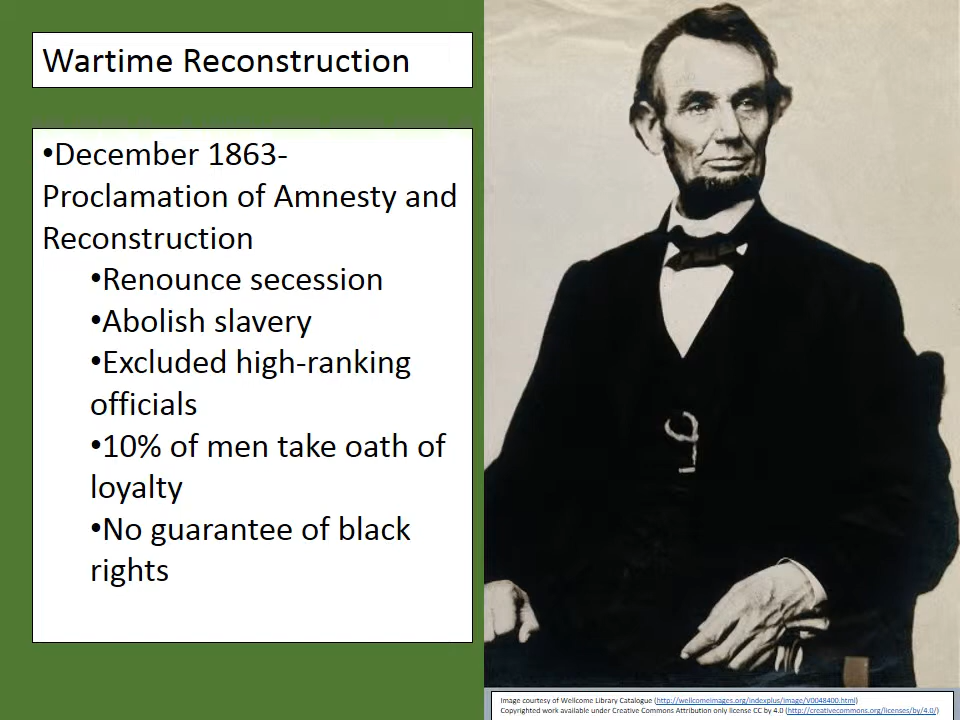 Wartime Reconstruction
•December 1863-
Proclamation of Amnesty and
Reconstruction
•Renounce secession
•Abolish slavery
•Excluded high-ranking
officials
•10% of men take oath of
loyalty
•No guarantee of black
rights
Image courtesy of Wellcome Library Catalogue (http://wellcomeimages.org/indexplus/image/V0048400.html)
Copyrighted work available under Creative Commons Attribution only license CC by 4.0 (http://creativecommons.org/licenses/by/4.0/)